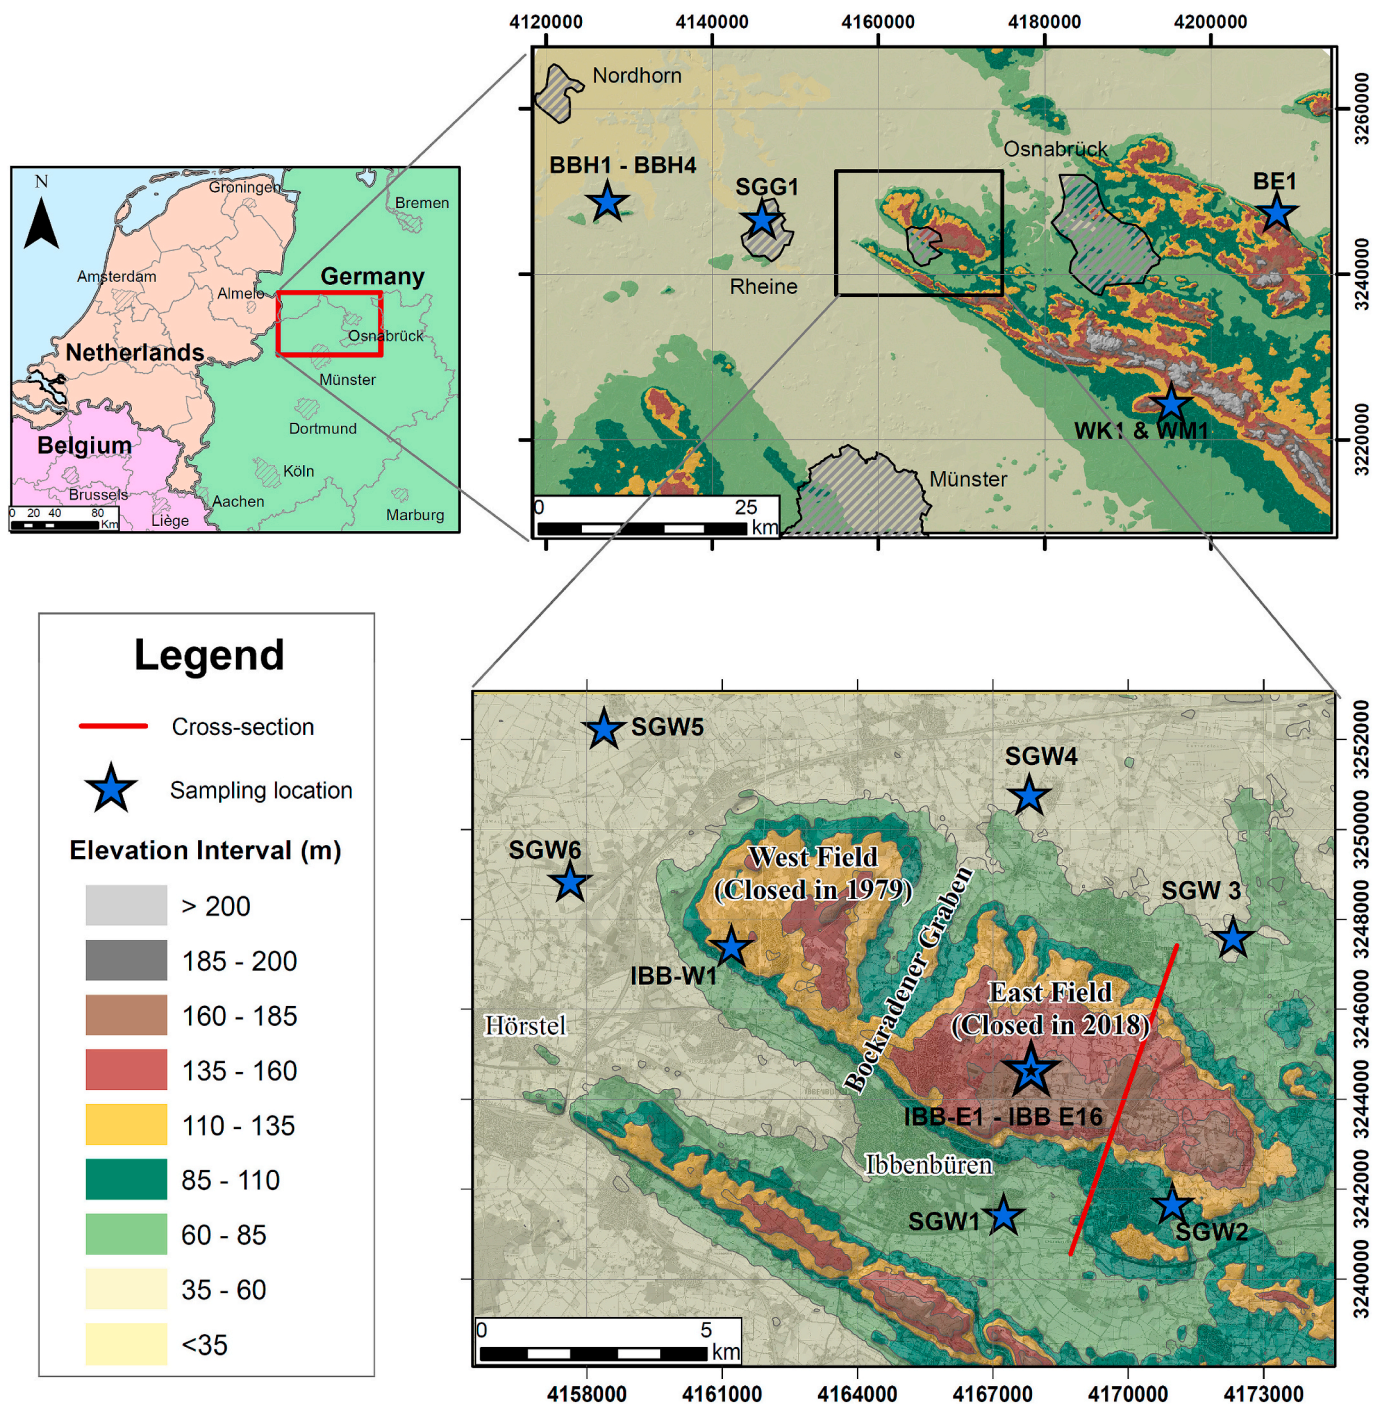 4120000 4140000 4160000 4180000 4200000
Nordhorn
BBH1 - BBH4
SGG1
Rheine
Osnabrück
BE1
WK1 & WM1
Münster
0 25
km
3260000
3240000
3220000
N
Groningen
Bremen
Amsterdam
Almelo
Germany
Osnabrück
Netherlands
Münster
Dortmund
Belgium
Köln
Brussels
Aachen
Liège
Marburg
0 20 40 80
Km
Legend
Cross-section
Sampling location
Elevation Interval (m)
> 200
185 - 200
160 - 185
135 - 160
110 - 135
85 - 110
60 - 85
35 - 60
<35
SGW5
SGW4
SGW6
West Field
(Closed in 1979)
SGW 3
IBB-W1
Bockradener Graben
East Field
(Closed in 2018)
Hörstel
IBB-E1 - IBB E16
Ibbenbüren
SGW1
SGW2
0 5
km
3252000
3250000
3248000
3246000
3244000
3242000
3240000
4158000 4161000 4164000 4167000 4170000 4173000